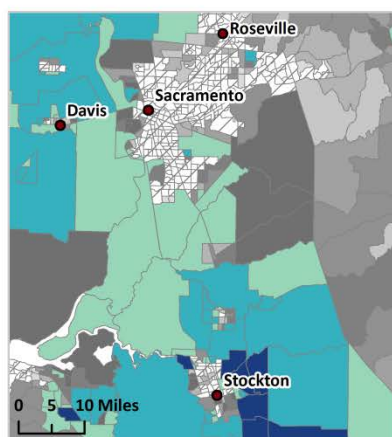 Roseville
Sacramento
Davis
Stockton
0 5 10 Miles